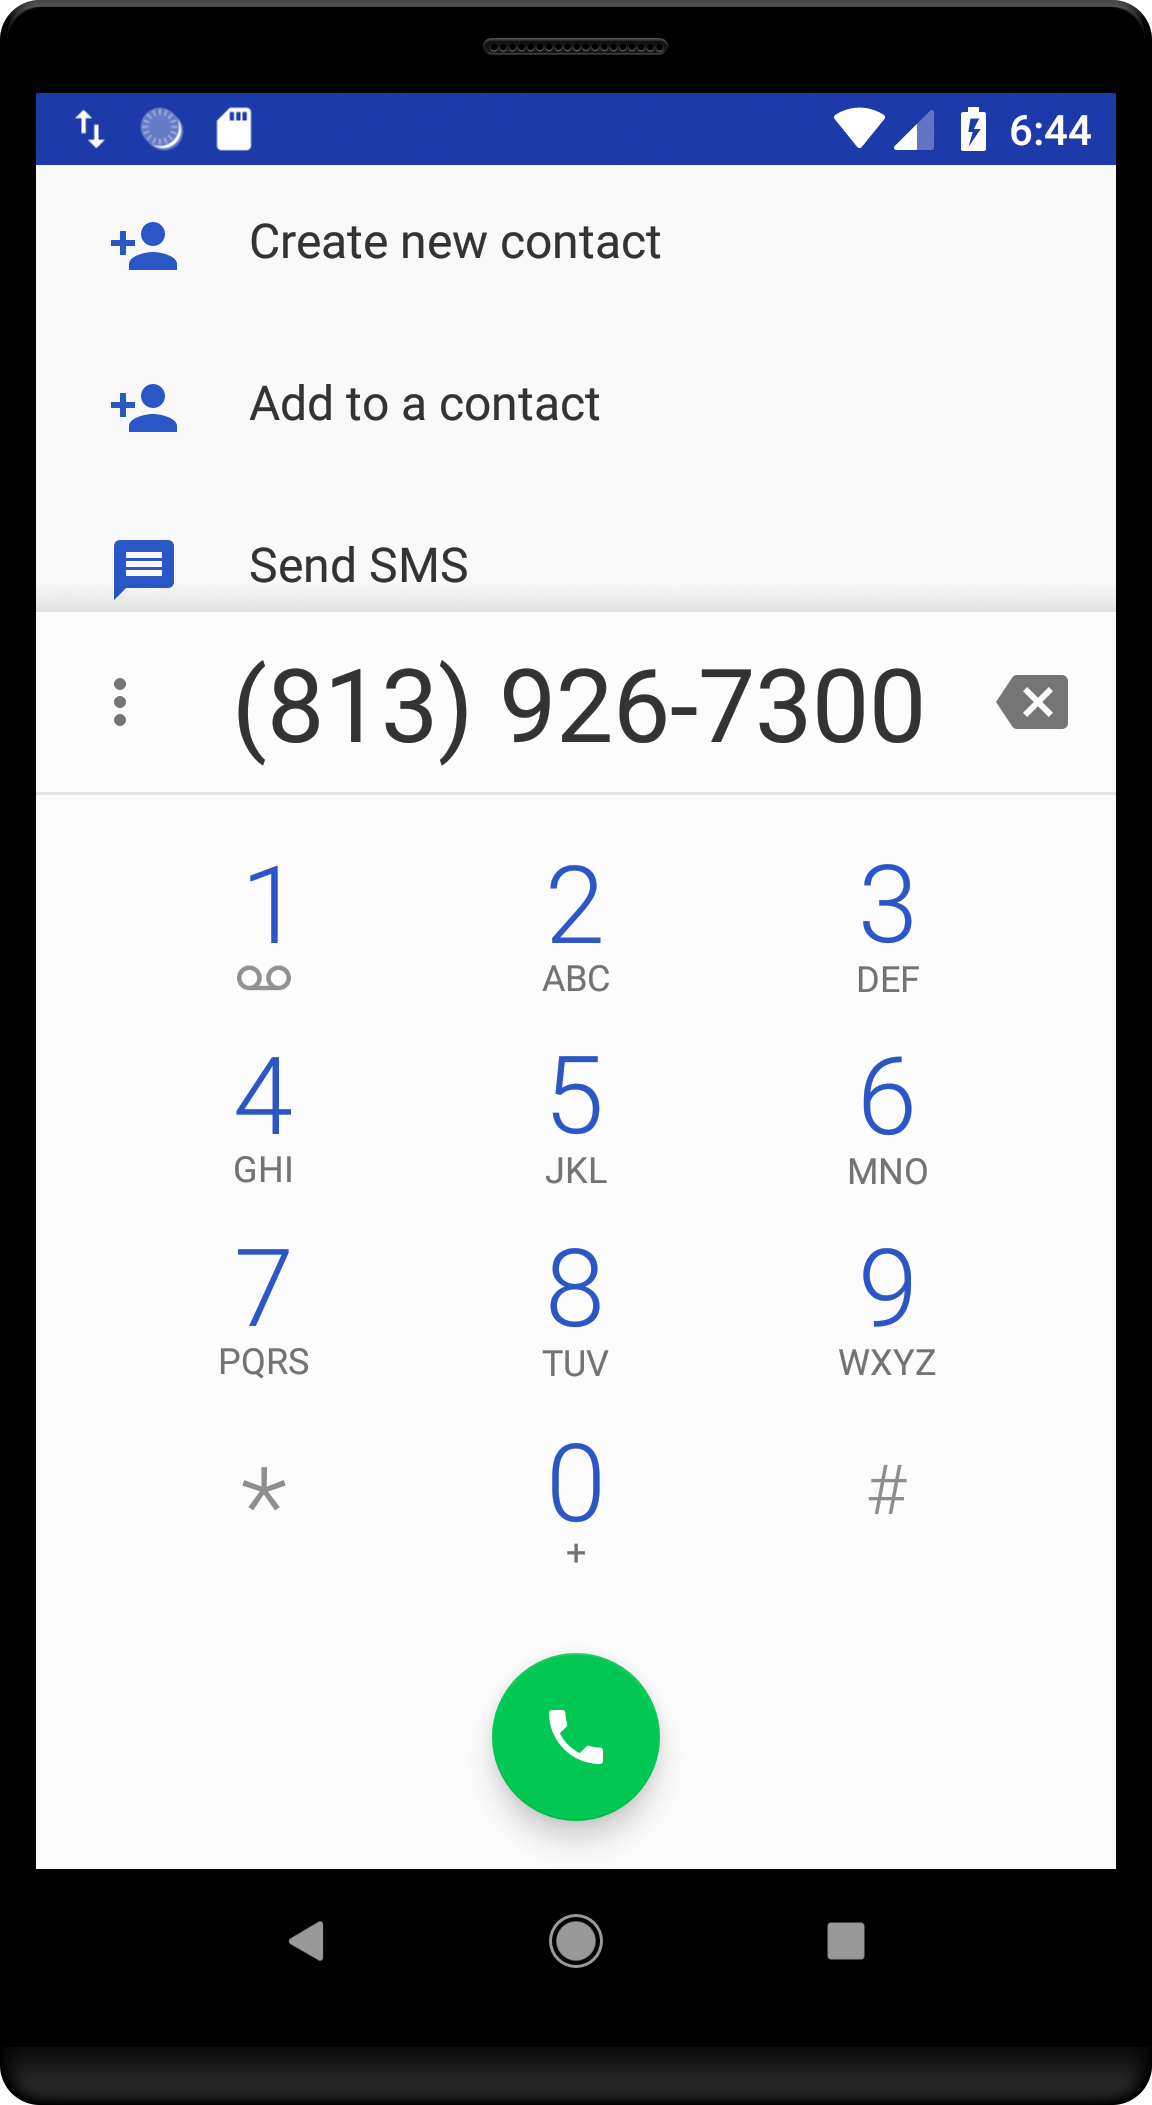 6:44
Create new contact
Add to a contact
Send SMS
(813) 926-7300
1 2 3
ABC DEF
4 5 6
GHI JKL MNO
7 8 9
PQRS TUV WXYZ
* 0 #
+